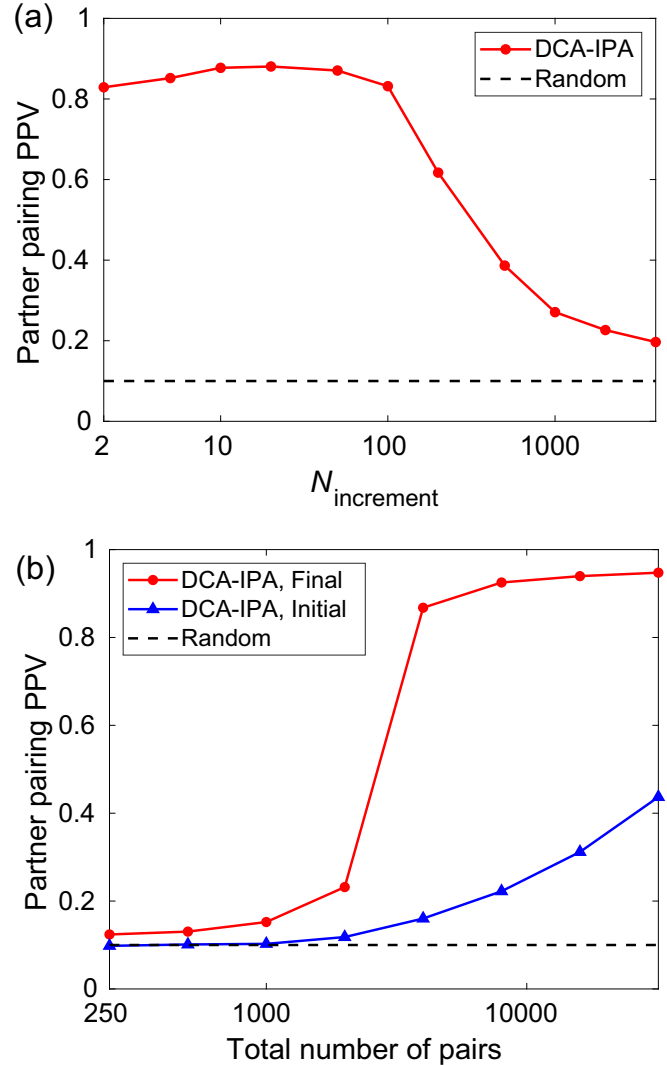 (a)
1
0.8
0.6
0.4
0.2
0
Partner pairing PPV
DCA-IPA
Random
2
10
100
1000
N_increment
(b)
1
0.8
0.6
0.4
0.2
0
Partner pairing PPV
DCA-IPA, Final
DCA-IPA, Initial
Random
250
1000
10000
Total number of pairs